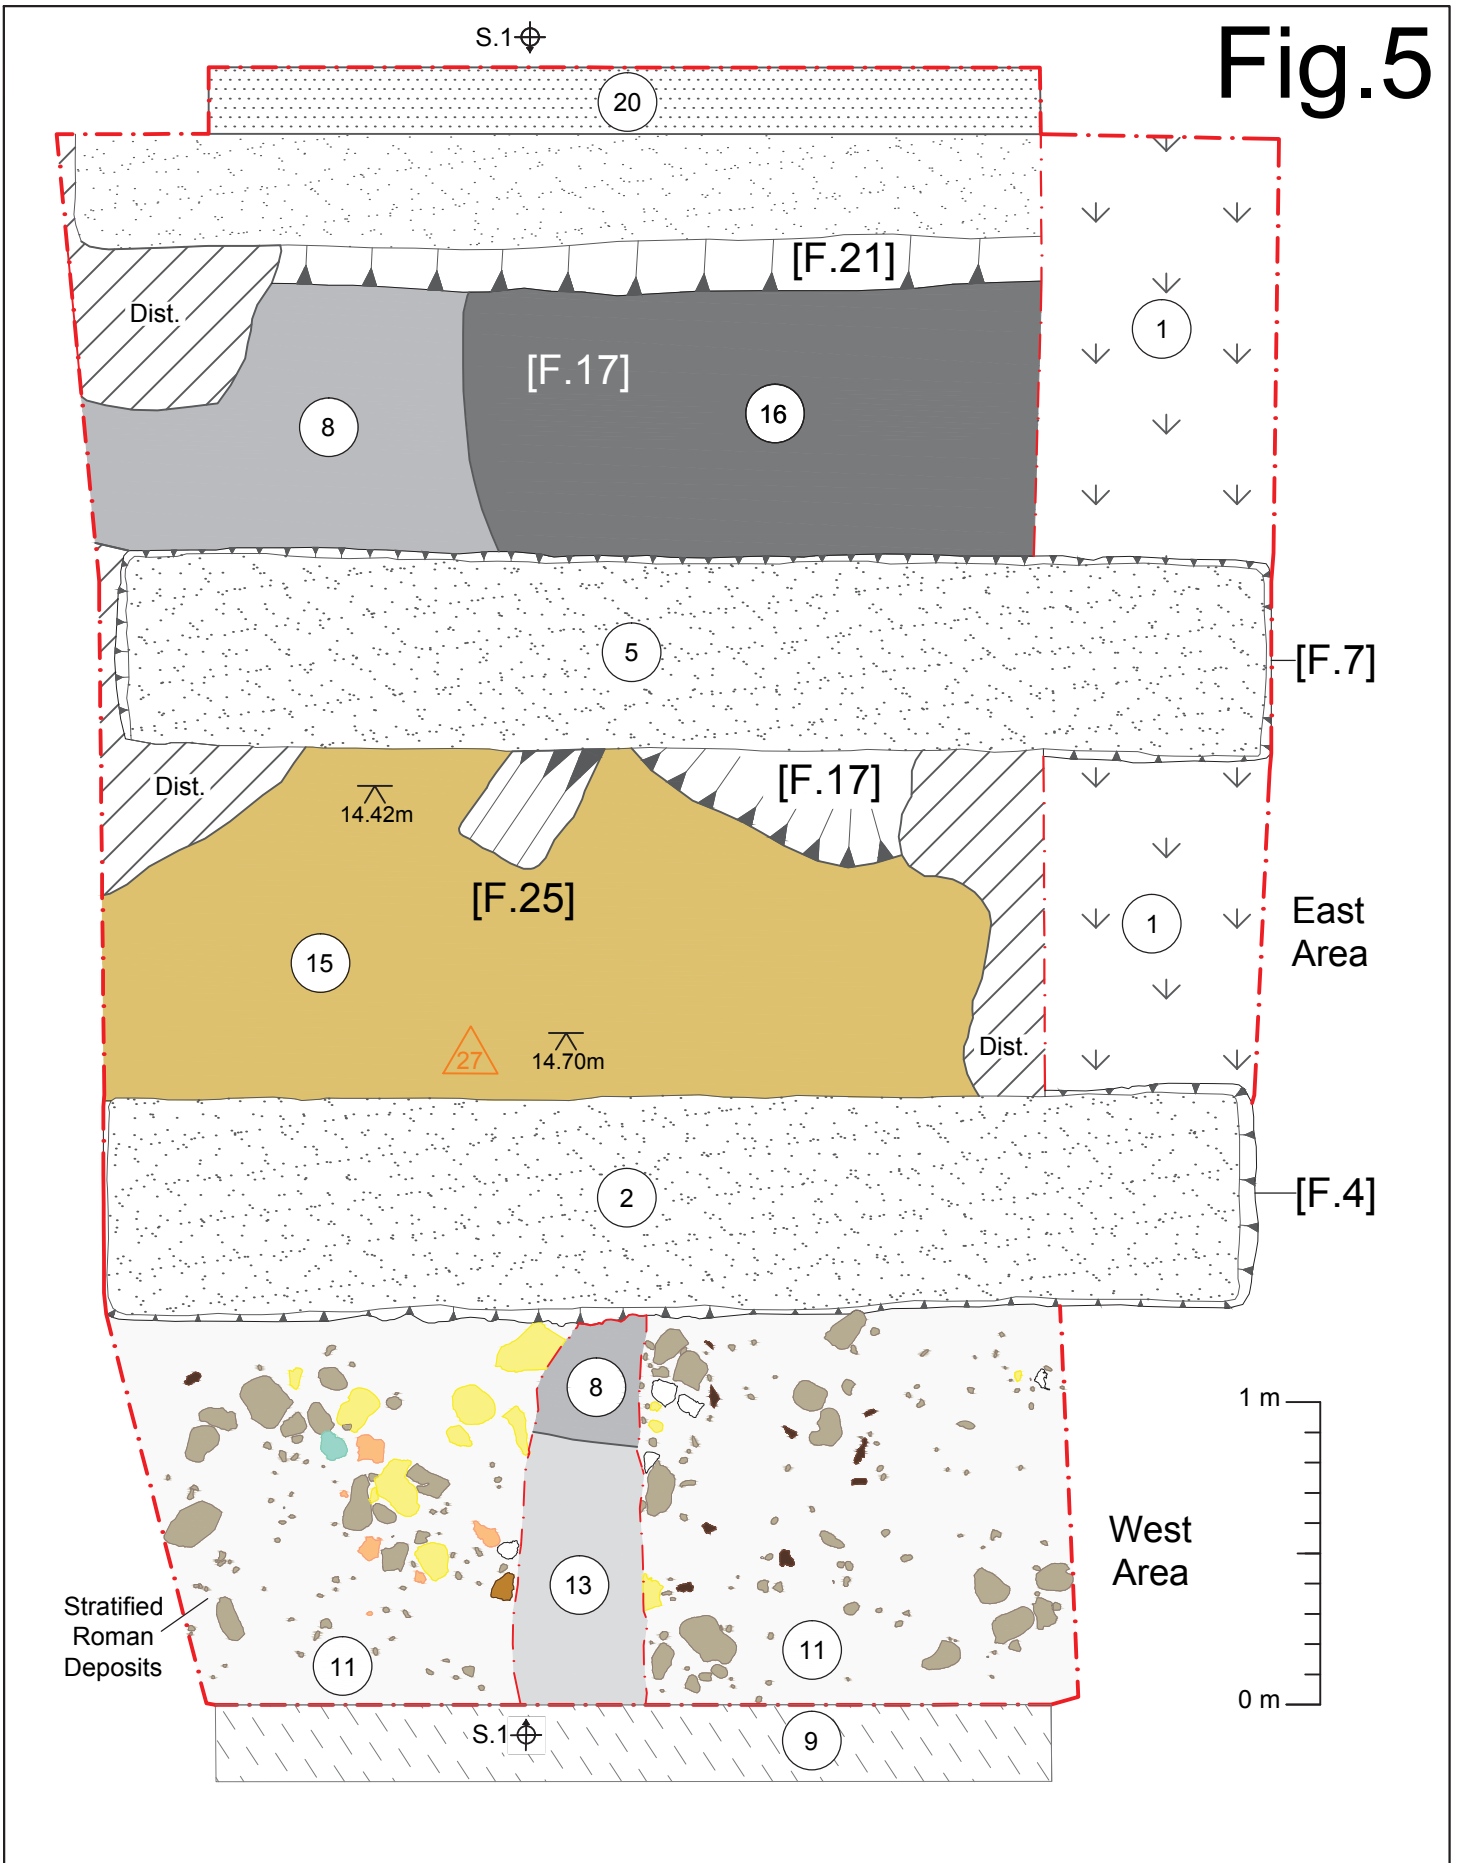 Fig.5
S.1
20
[F.21]
Dist.
1
[F.17]
8
16
5
[F.7]
Dist.
14.42m
[F.17]
[F.25]
East
Area
1
15
27
14.70m
Dist.
2
[F.4]
8
1 m
West
Area
13
Stratified
Roman
Deposits
11
11
0 m
S.1
9